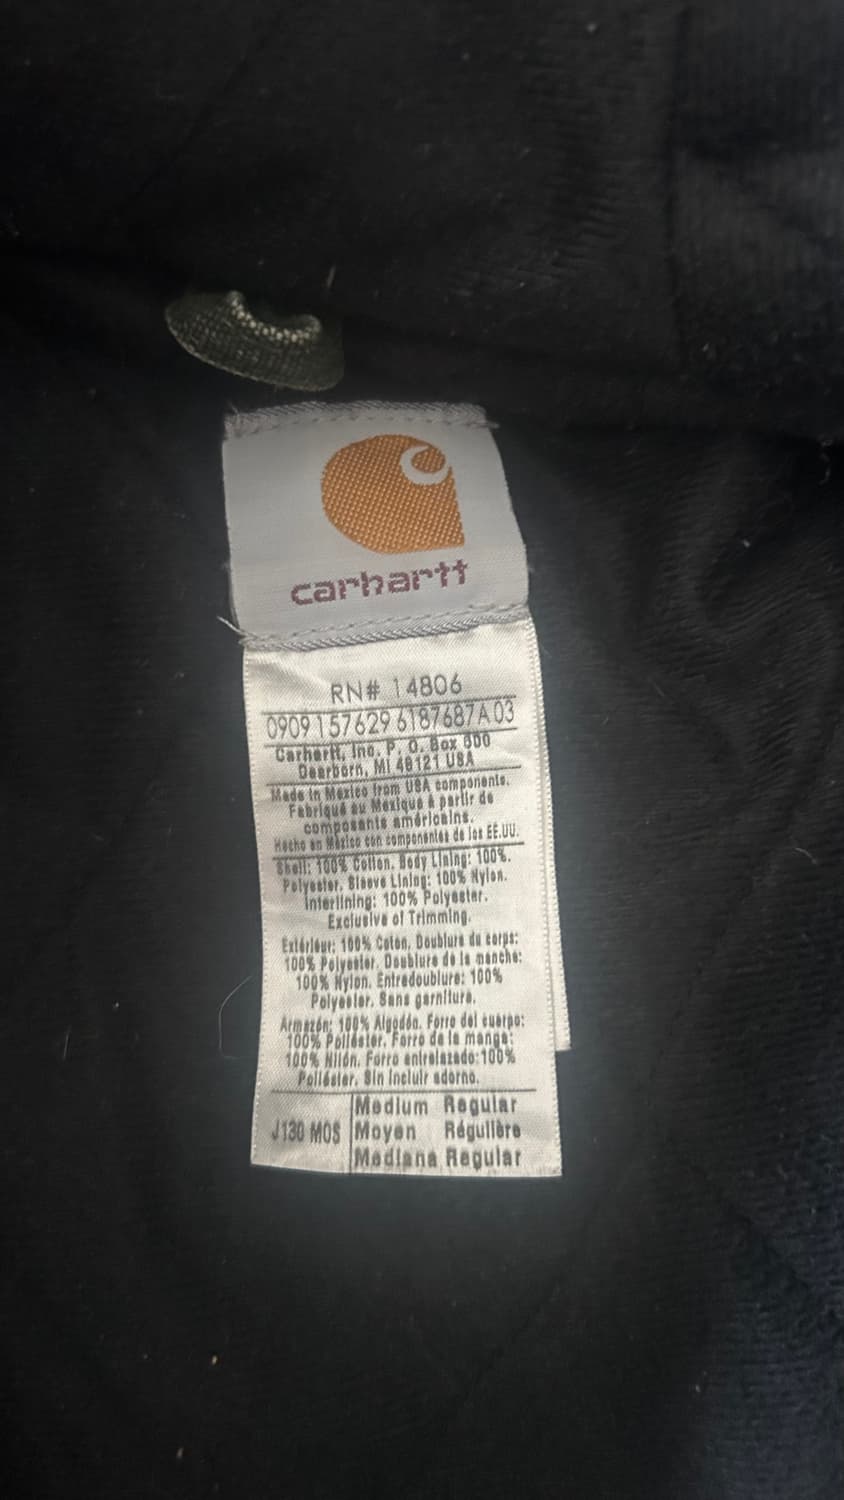 carhartt
RN# 14806
0909 157629 6187687A 03
Carhartt, Inc. P. O. Box 600
Dearborn, MI 48121 USA
Made in Mexico from USA components.
Fabriqué au Mexique à partir de
composants américains.
Hecho en México con componentes de los EE.UU.
Shell: 100% Cotton. Body Lining: 100%.
Polyester. Sleeve Lining: 100% Nylon.
Interlining: 100% Polyester.
Exclusive of Trimming.
Extérieur: 100% Coton, Doublure du corps:
100% Polyester. Doublure de la manche:
100% Nylon. Entredoublure: 100%
Polyester. Sans garniture.
Armazón: 100% Algodón. Forro del cuerpo:
100% Poliéster. Forro de la manga:
100% Nilón. Forro entrelazado: 100%
Poliéster. Sin incluir adorno.
J130 MOS
Medium Regular
Moyen Régulière
Mediana Regular